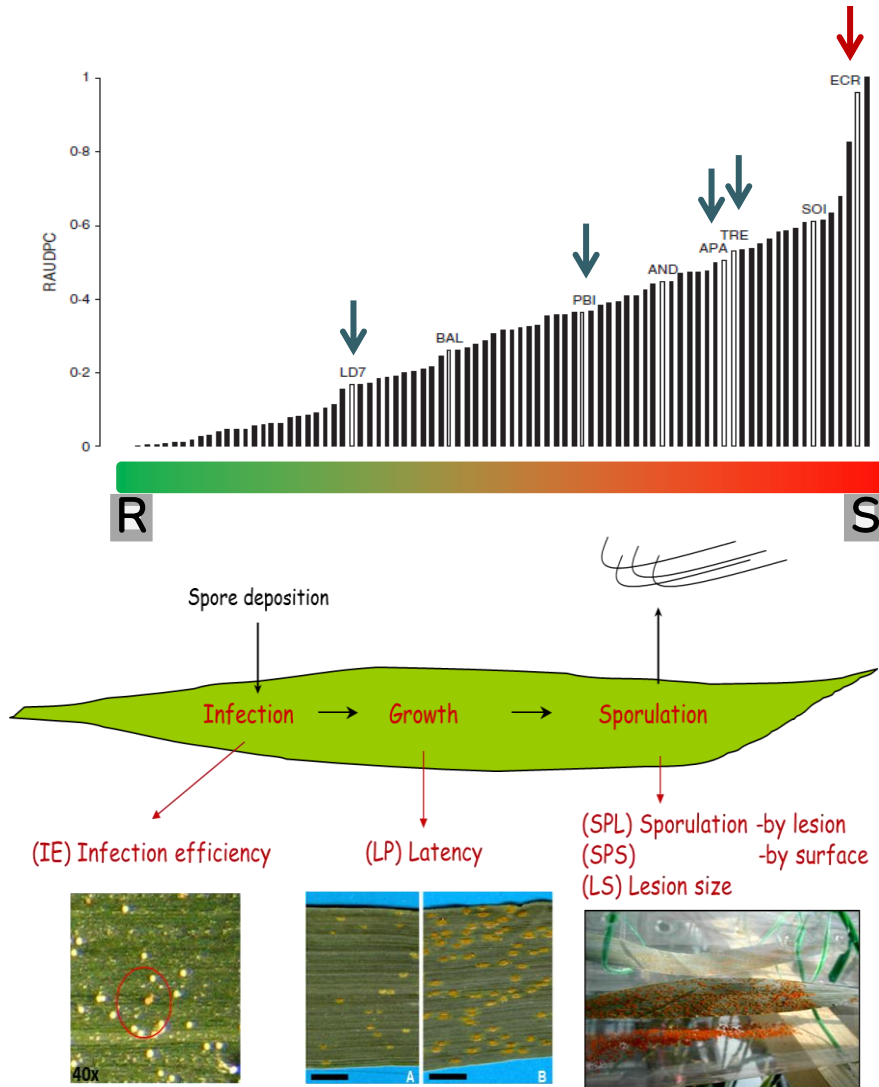 ECR
1
0·8
TRE
APA
SOI
0·6
RAUDPC
AND
PBI
0·4
BAL
LD7
0·2
0
R
S
Spore deposition
Infection
Growth
Sporulation
(IE) Infection efficiency
(LP) Latency
(SPL) Sporulation -by lesion
(SPS) -by surface
(LS) Lesion size
40x
A
B